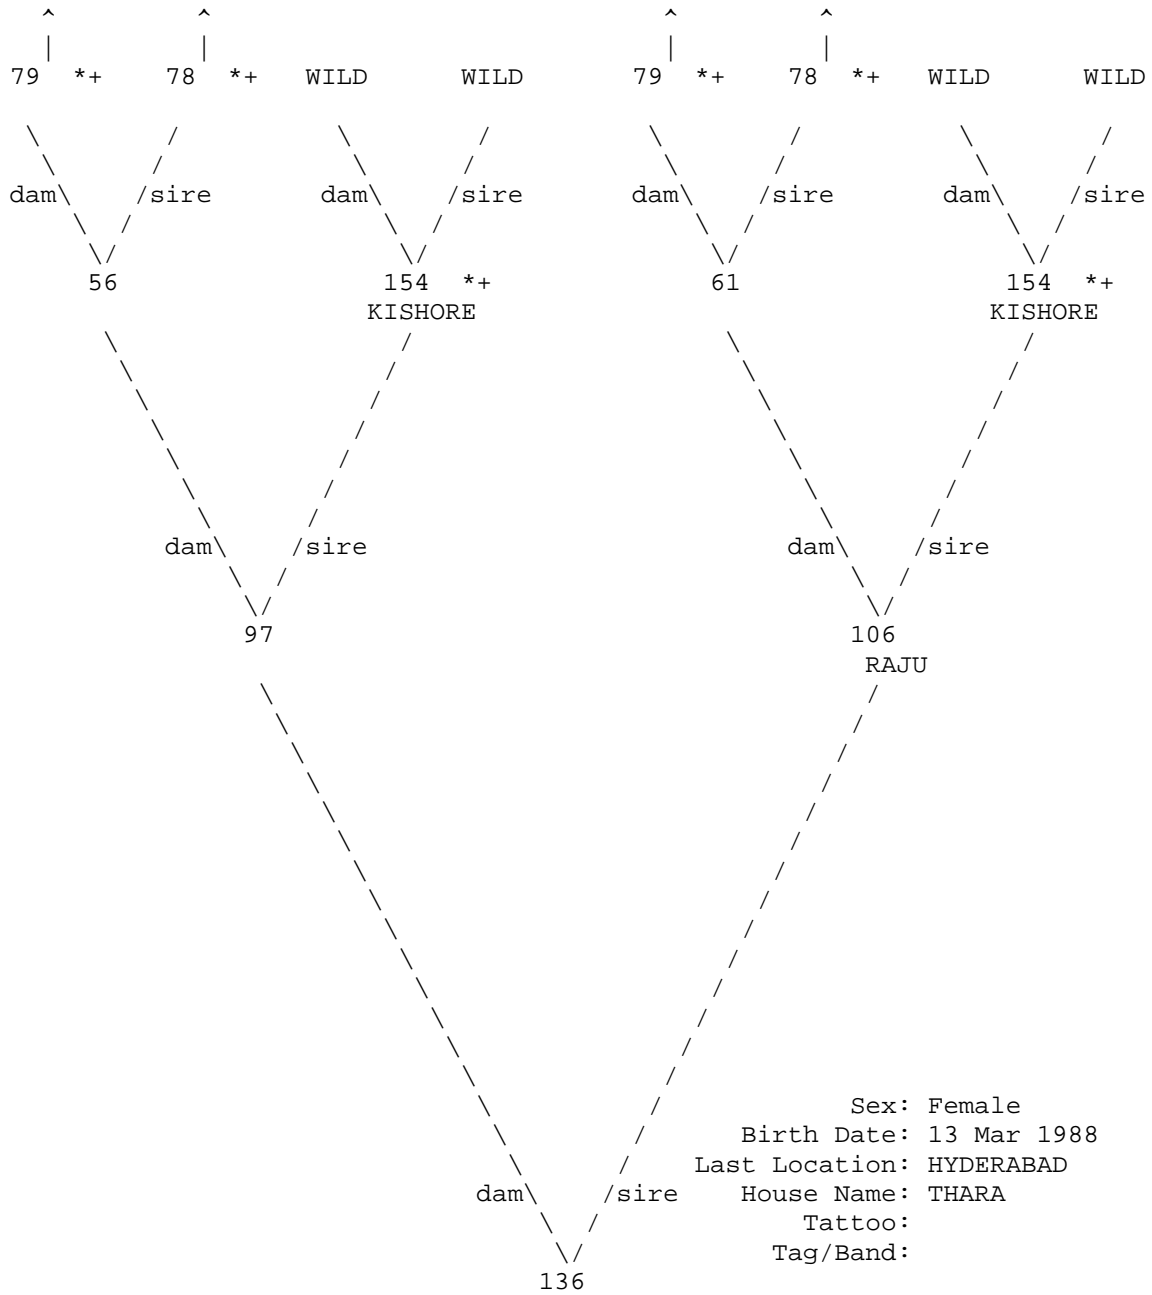 ^ ^ ^ ^
| | | |
79 *+ 78 *+ WILD WILD 79 *+ 78 *+ WILD WILD
dam\ /sire dam\ /sire dam\ /sire dam\ /sire
56 154 *+ 61 154 *+
KISHORE KISHORE
dam\ /sire dam\ /sire
97 106
RAJU
Sex: Female
Birth Date: 13 Mar 1988
Last Location: HYDERABAD
dam\ /sire House Name: THARA
Tattoo:
Tag/Band:
136